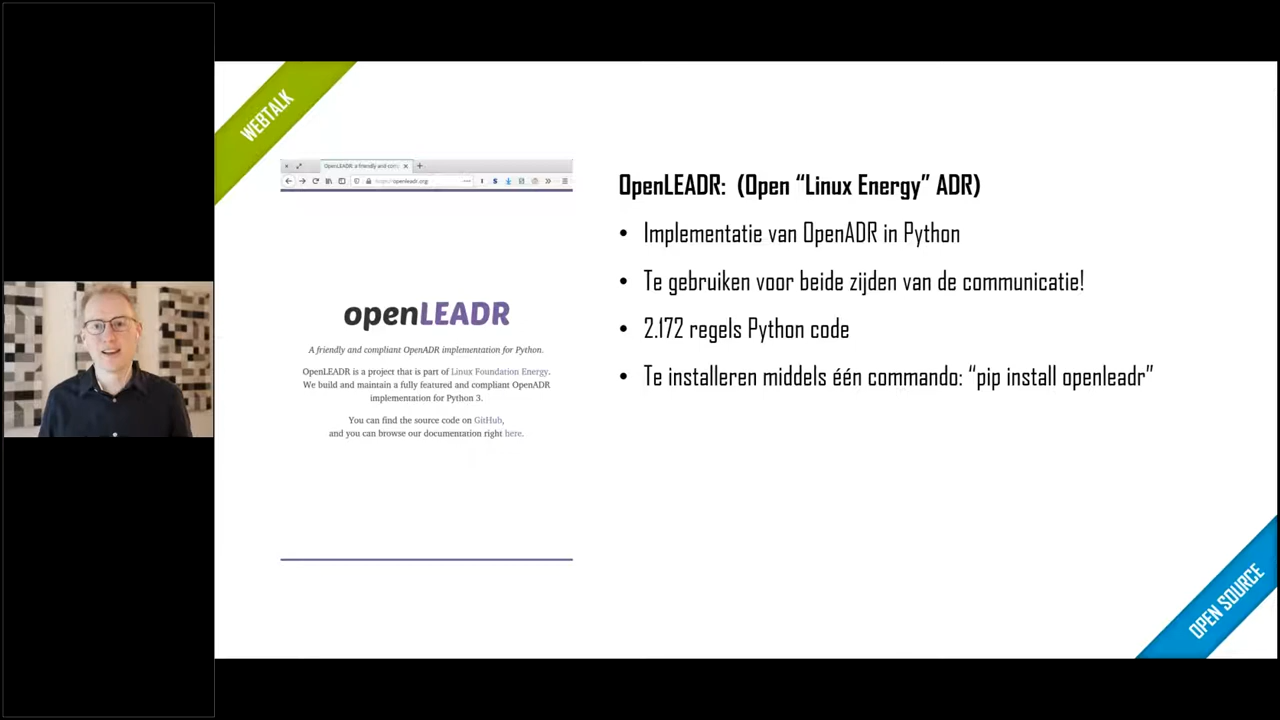 WEBTALK
OpenLEADR: a friendly and com
openleadr.org
openLEADR
A friendly and compliant OpenADR implementation for Python.
OpenLEADR is a project that is part of Linux Foundation Energy.
We build and maintain a fully featured and compliant OpenADR
implementation for Python 3.
You can find the source code on GitHub,
and you can browse our documentation right here.
OpenLEADR: (Open “Linux Energy” ADR)
• Implementatie van OpenADR in Python
• Te gebruiken voor beide zijden van de communicatie!
• 2.172 regels Python code
• Te installeren middels één commando: “pip install openleadr”
OPEN SOURCE